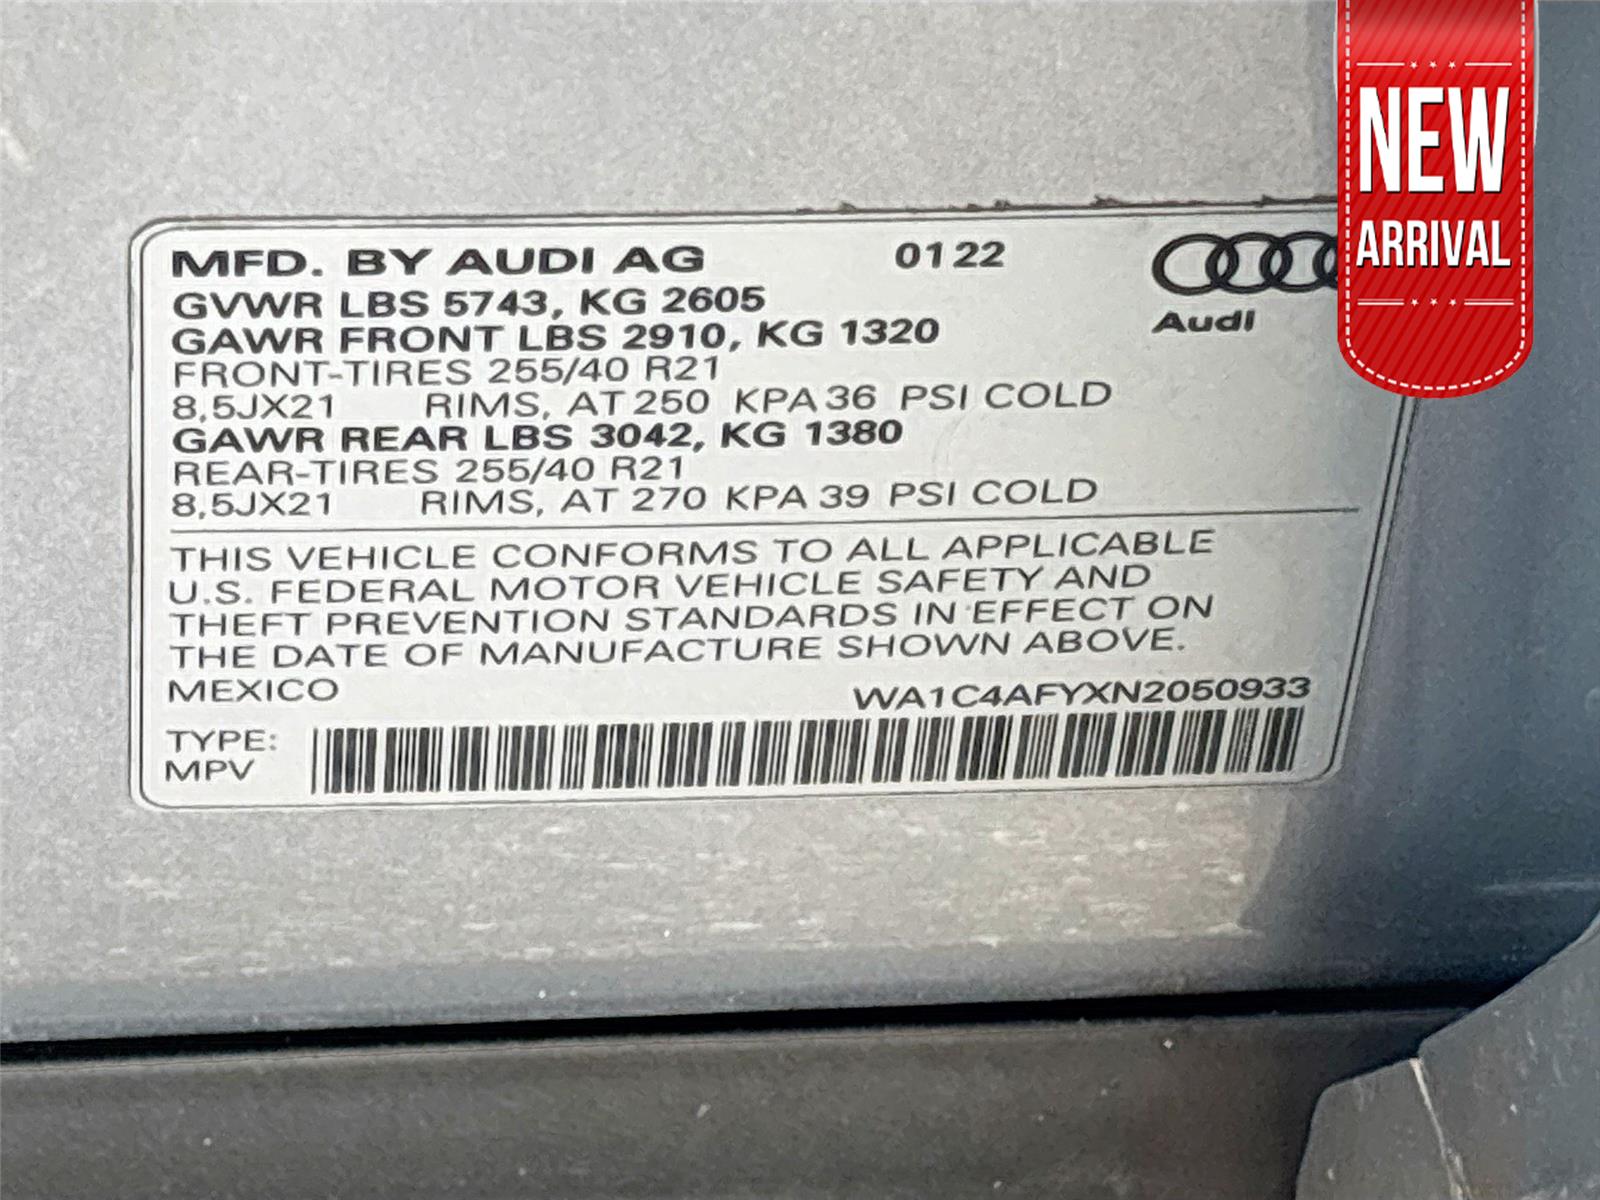 NEW
ARRIVAL
MFD. BY AUDI AG 0122
GVWR LBS 5743, KG 2605
GAWR FRONT LBS 2910, KG 1320
Audi
FRONT-TIRES 255/40 R21
8,5JX21 RIMS, AT 250 KPA 36 PSI COLD
GAWR REAR LBS 3042, KG 1380
REAR-TIRES 255/40 R21
8,5JX21 RIMS, AT 270 KPA 39 PSI COLD
THIS VEHICLE CONFORMS TO ALL APPLICABLE
U.S. FEDERAL MOTOR VEHICLE SAFETY AND
THEFT PREVENTION STANDARDS IN EFFECT ON
THE DATE OF MANUFACTURE SHOWN ABOVE.
MEXICO WA1C4AFYXN2050933
TYPE:
MPV